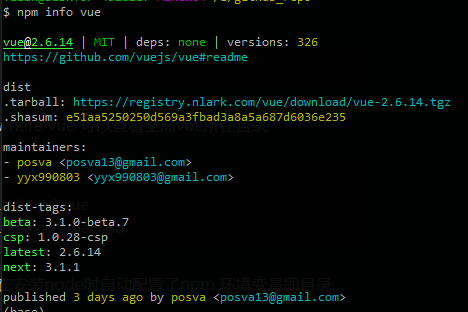 $ npm info vue
vue@2.6.14 | MIT | deps: none | versions: 326
https://github.com/vuejs/vue#readme
dist
.tarball: https://registry.nlark.com/vue/download/vue-2.6.14.tgz
.shasum: e51aa5250250d569a3fbad3a8a5a687d6036e235
maintainers:
- posva <posva13@gmail.com>
- yyx990803 <yyx990803@gmail.com>
dist-tags:
beta: 3.1.0-beta.7
csp: 1.0.28-csp
latest: 2.6.14
next: 3.1.1
published 3 days ago by posva <posva13@gmail.com>
(base)